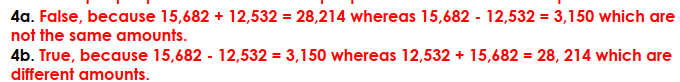 4a. False, because 15,682 + 12,532 = 28,214 whereas 15,682 - 12,532 = 3,150 which are
not the same amounts.
4b. True, because 15,682 - 12,532 = 3,150 whereas 12,532 + 15,682 = 28, 214 which are
different amounts.